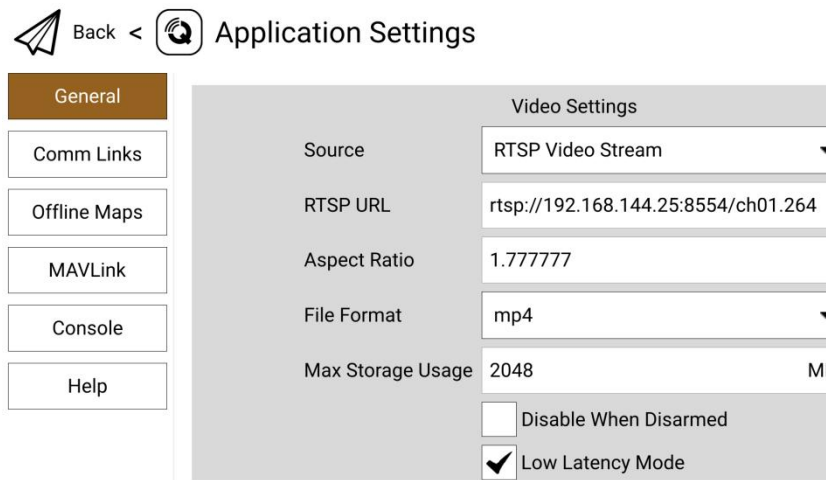 Back < Application Settings
General
Comm Links
Offline Maps
MAVLink
Console
Help
Video Settings
Source RTSP Video Stream
RTSP URL rtsp://192.168.144.25:8554/ch01.264
Aspect Ratio 1.777777
File Format mp4
Max Storage Usage 2048 M
Disable When Disarmed
Low Latency Mode